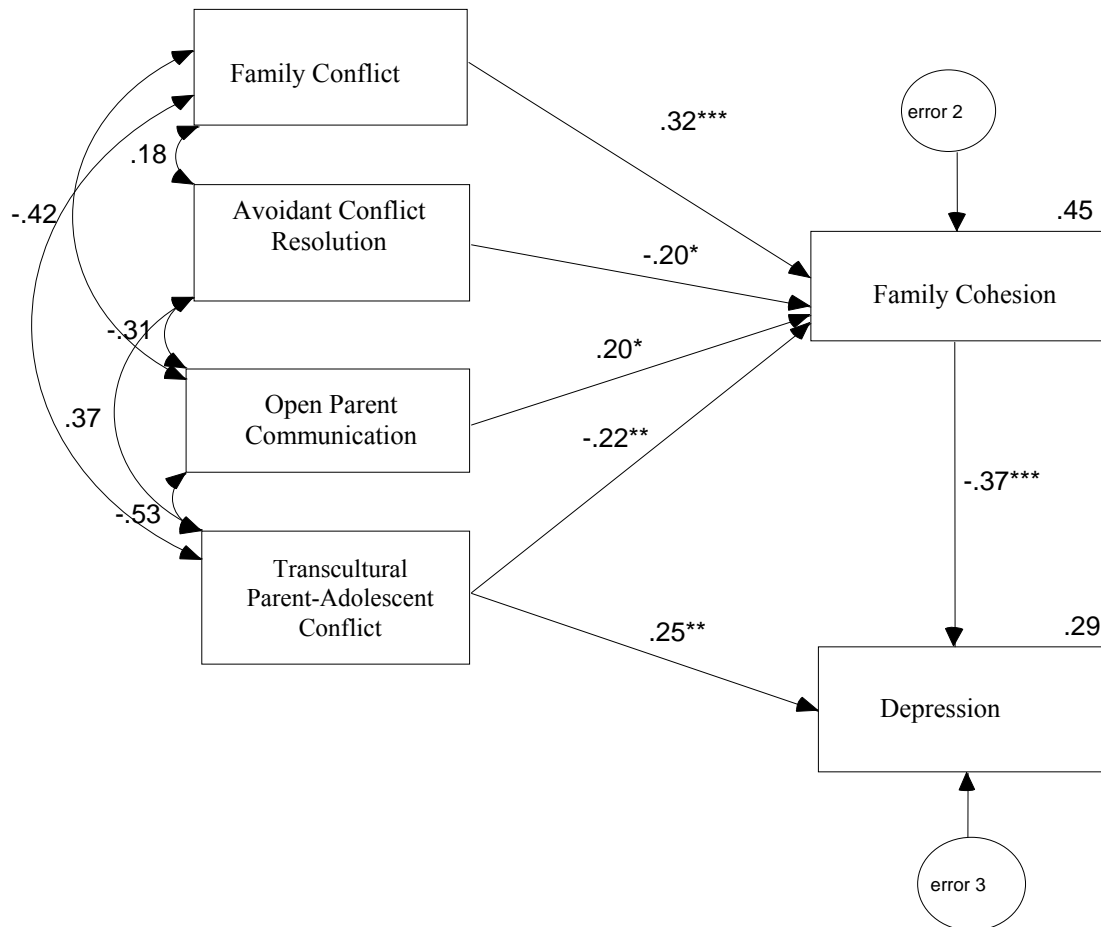 Family Conflict
.32***
error 2
.18
-.42
Avoidant Conflict
Resolution
.45
-.20*
Family Cohesion
-.31
.20*
Open Parent
Communication
.37
-.22**
-.37***
-.53
Transcultural
Parent-Adolescent
Conflict
.25**
.29
Depression
error 3